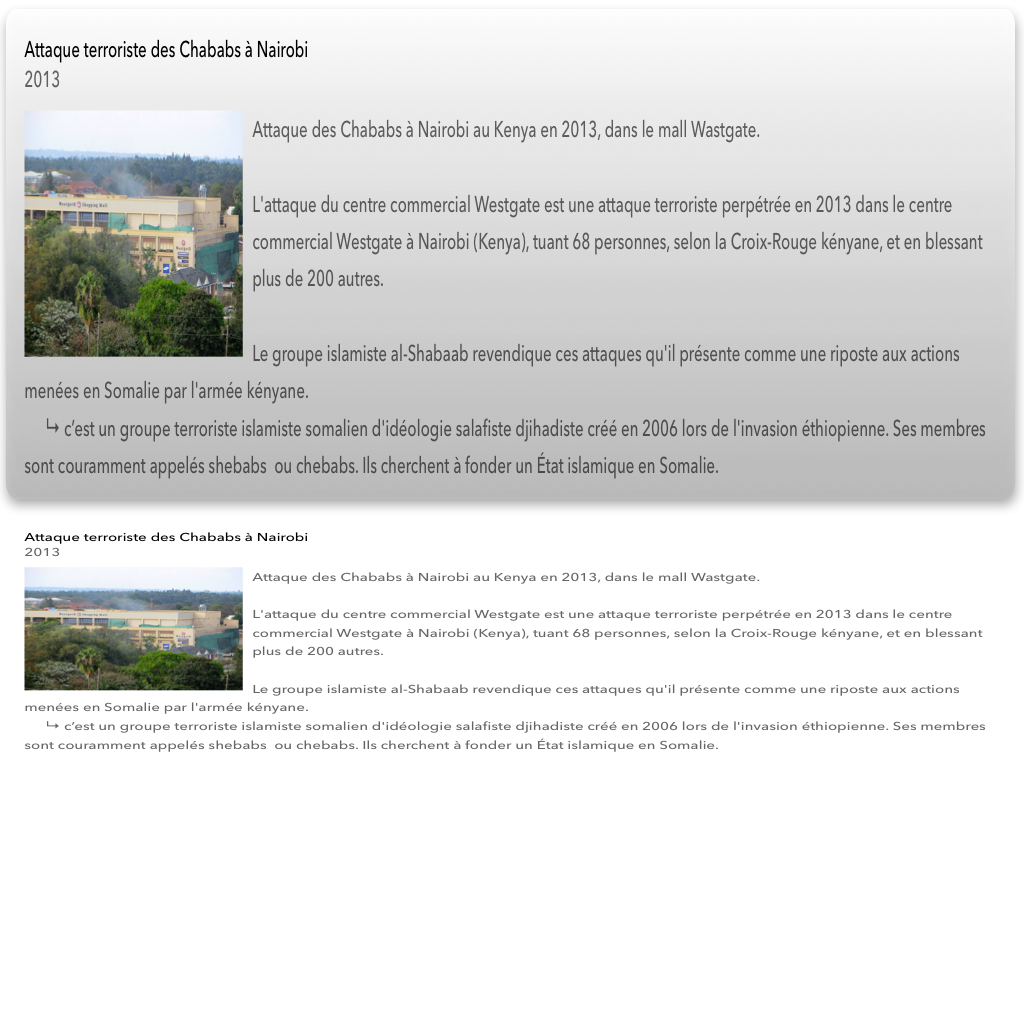 Attaque terroriste des Chababs à Nairobi
2013
Attaque des Chababs à Nairobi au Kenya en 2013, dans le mall Wastgate.
L'attaque du centre commercial Westgate est une attaque terroriste perpétrée en 2013 dans le centre
commercial Westgate à Nairobi (Kenya), tuant 68 personnes, selon la Croix-Rouge kényane, et en blessant
plus de 200 autres.
Le groupe islamiste al-Shabaab revendique ces attaques qu'il présente comme une riposte aux actions
menées en Somalie par l'armée kényane.
↳ c’est un groupe terroriste islamiste somalien d'idéologie salafiste djihadiste créé en 2006 lors de l'invasion éthiopienne. Ses membres
sont couramment appelés shebabs  ou chebabs. Ils cherchent à fonder un État islamique en Somalie.
Attaque terroriste des Chababs à Nairobi
2013
Attaque des Chababs à Nairobi au Kenya en 2013, dans le mall Wastgate.
L'attaque du centre commercial Westgate est une attaque terroriste perpétrée en 2013 dans le centre
commercial Westgate à Nairobi (Kenya), tuant 68 personnes, selon la Croix-Rouge kényane, et en blessant
plus de 200 autres.
Le groupe islamiste al-Shabaab revendique ces attaques qu'il présente comme une riposte aux actions
menées en Somalie par l'armée kényane.
↳ c’est un groupe terroriste islamiste somalien d'idéologie salafiste djihadiste créé en 2006 lors de l'invasion éthiopienne. Ses membres
sont couramment appelés shebabs  ou chebabs. Ils cherchent à fonder un État islamique en Somalie.